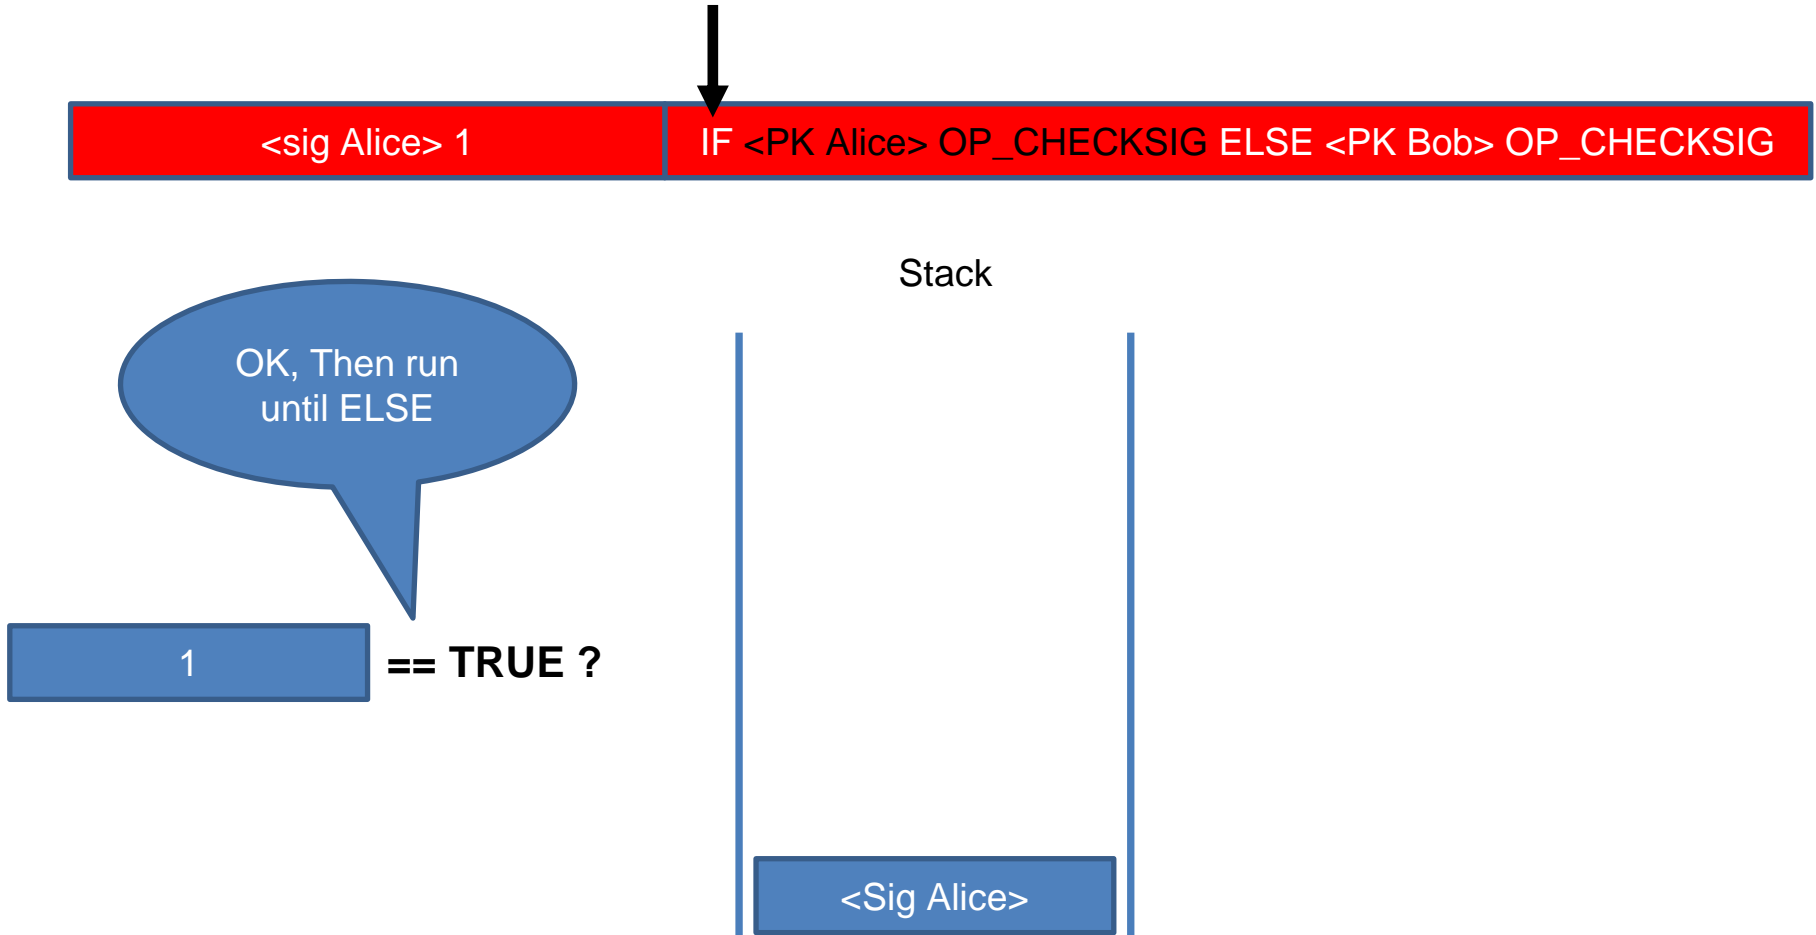 <sig Alice> 1
IF <PK Alice> OP_CHECKSIG ELSE <PK Bob> OP_CHECKSIG
Stack
OK, Then run
until ELSE
1
== TRUE ?
<Sig Alice>